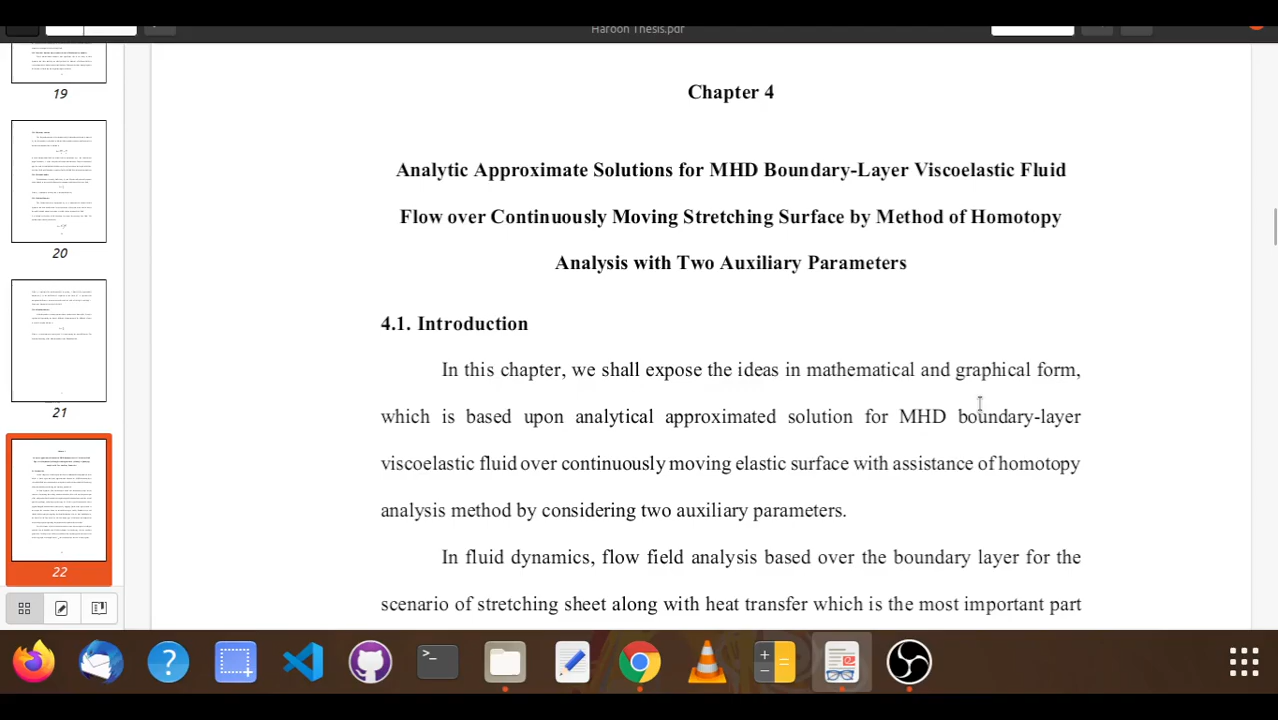 Haroon Thesis.pdf
19
20
21
22
Chapter 4
Analytic Approximate Solutions for MHD Boundary-Layer Viscoelastic Fluid
Flow over Continuously Moving Stretching Surface by Method of Homotopy
Analysis with Two Auxiliary Parameters
4.1. Introduction
In this chapter, we shall expose the ideas in mathematical and graphical form,
which is based upon analytical approximated solution for MHD boundary-layer
viscoelastic fluid over continuously moving elastic surface with assistance of homotopy
analysis method by considering two auxiliary parameters.
In fluid dynamics, flow field analysis based over the boundary layer for the
scenario of stretching sheet along with heat transfer which is the most important part